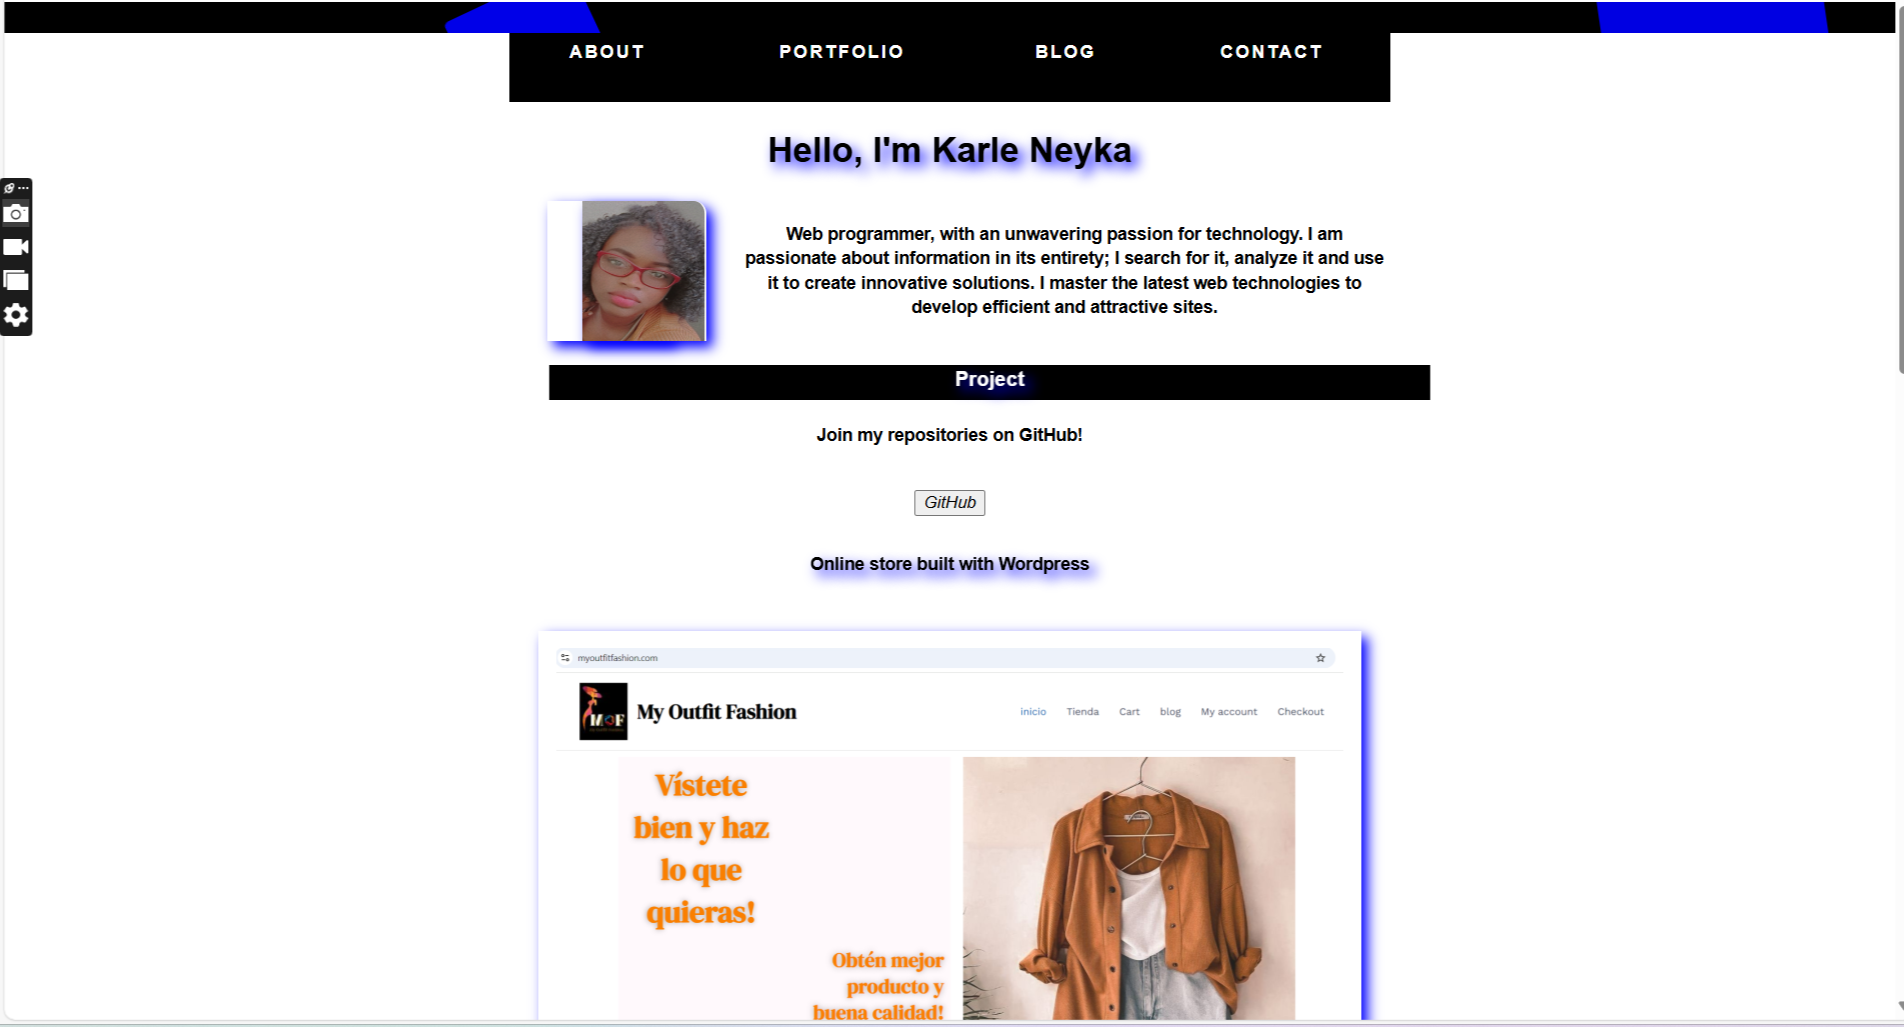 ABOUT PORTFOLIO BLOG CONTACT
Hello, I'm Karle Neyka
Web programmer, with an unwavering passion for technology. I am
passionate about information in its entirety; I search for it, analyze it and use
it to create innovative solutions. I master the latest web technologies to
develop efficient and attractive sites.
Project
Join my repositories on GitHub!
GitHub
Online store built with Wordpress
myoutfitfashion.com
MOF
My Outfit Fashion
inicio Tienda Cart blog My account Checkout
Vístete
bien y haz
lo que
quieras!
Obtén mejor
producto y
buena calidad!